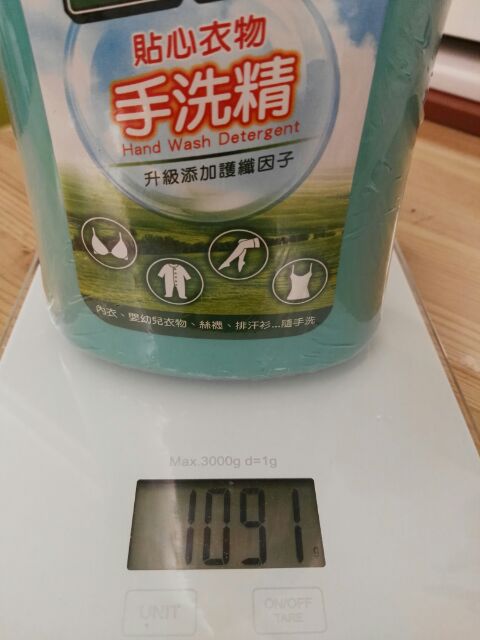 貼心衣物
手洗精
Hand Wash Detergent
升級添加護纖因子
內衣、嬰幼兒衣物、絲襪、排汗衫...隨手洗
Max.3000g d=1g
1091 g
UNIT
ON/OFF
TARE